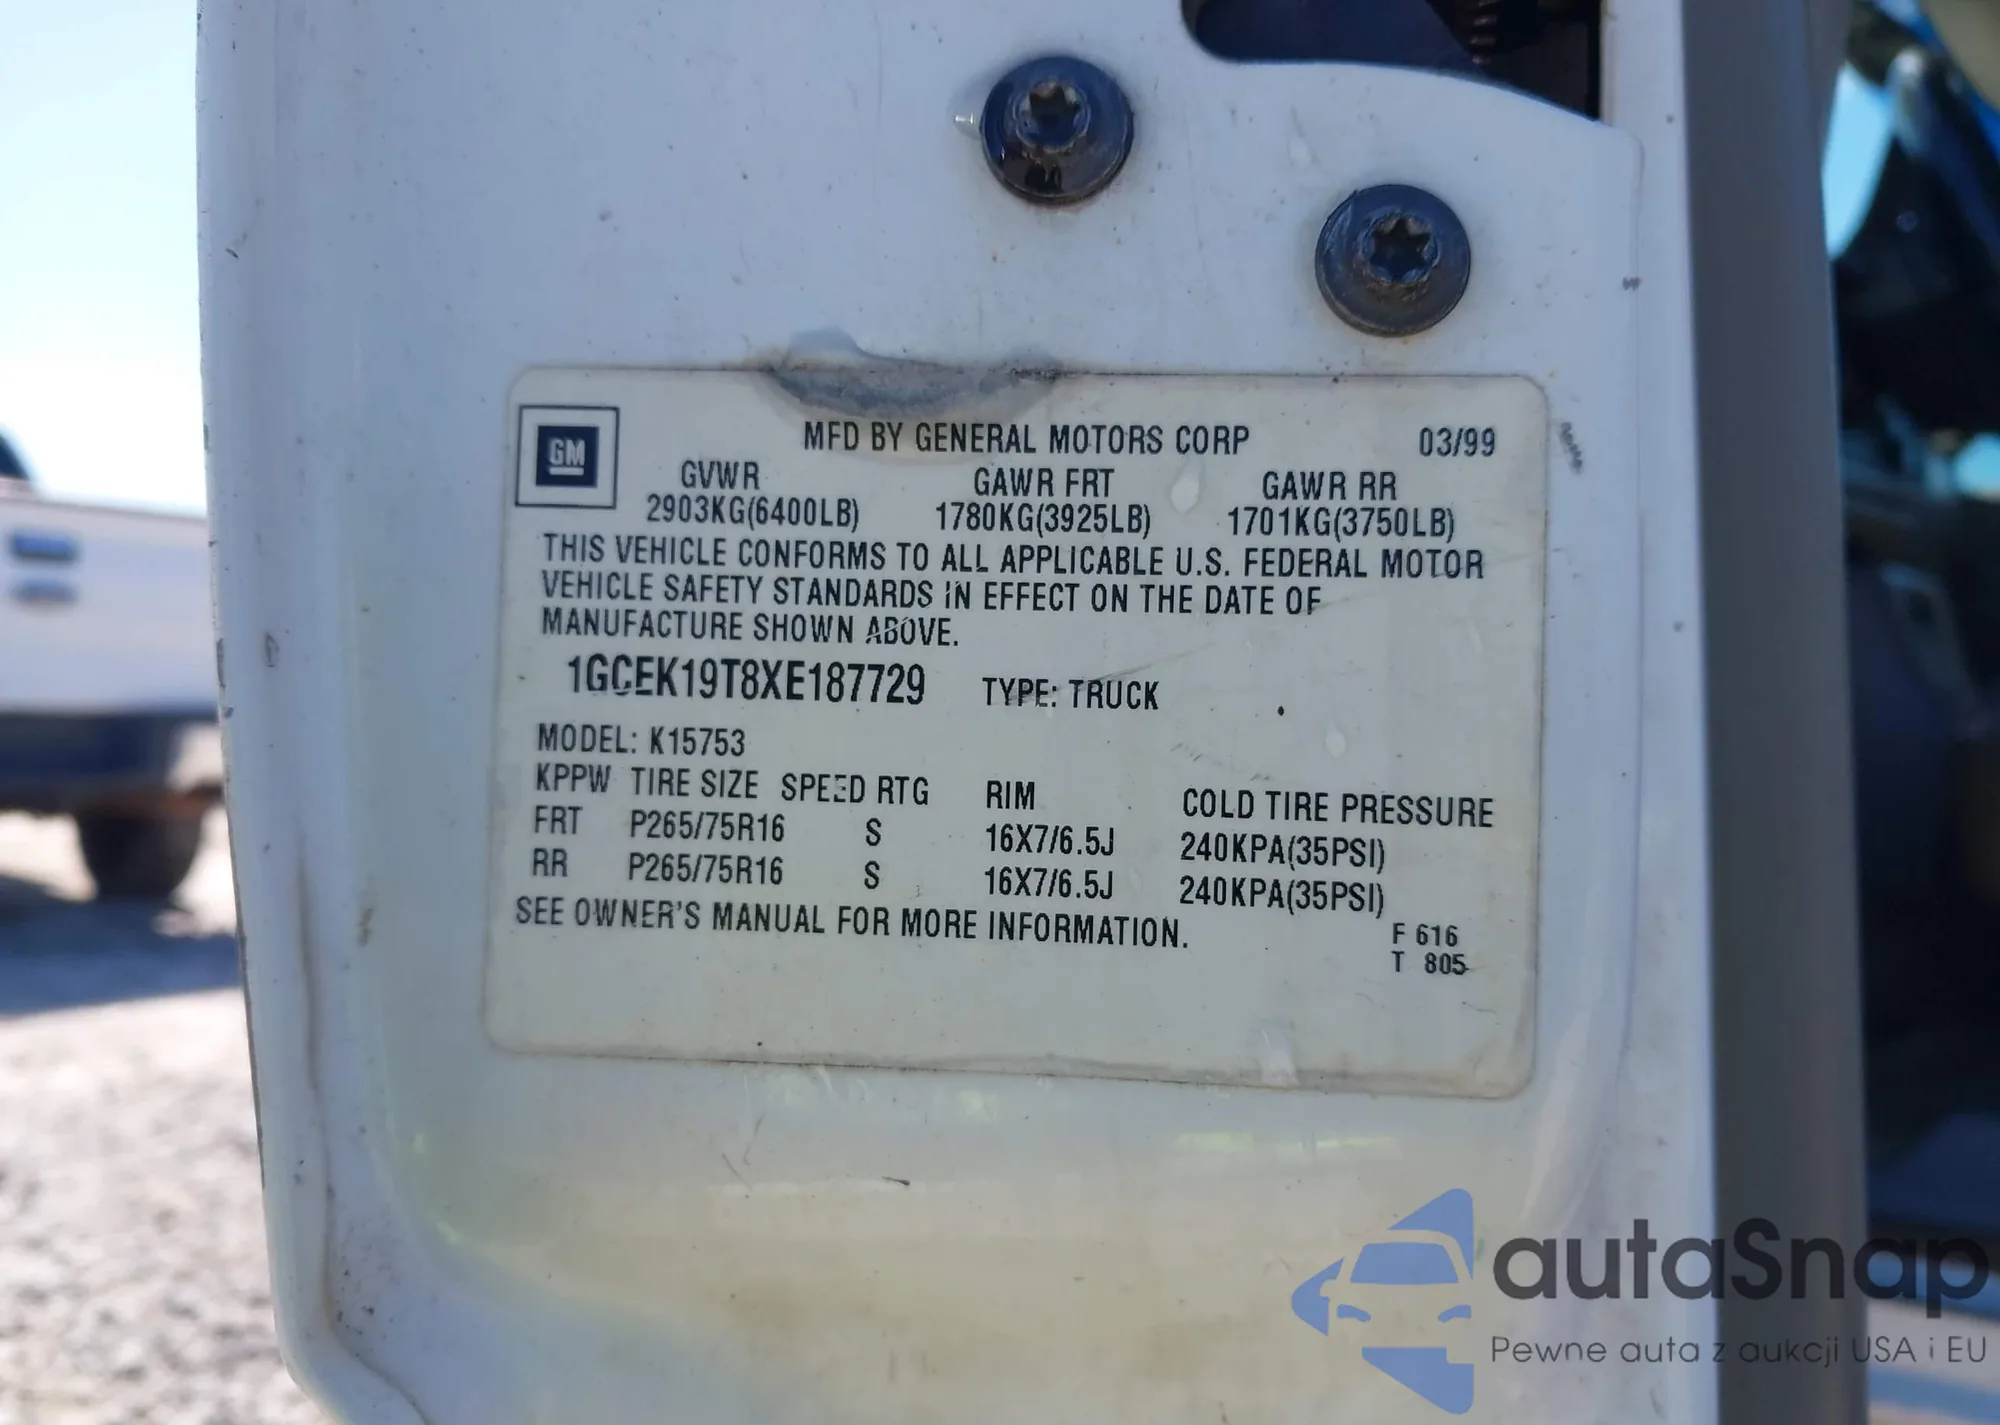 GM
MFD BY GENERAL MOTORS CORP 03/99
GVWR GAWR FRT GAWR RR
2903KG(6400LB) 1780KG(3925LB) 1701KG(3750LB)
THIS VEHICLE CONFORMS TO ALL APPLICABLE U.S. FEDERAL MOTOR
VEHICLE SAFETY STANDARDS IN EFFECT ON THE DATE OF
MANUFACTURE SHOWN ABOVE.
1GCEK19T8XE187729 TYPE: TRUCK
MODEL: K15753
KPPW TIRE SIZE SPEED RTG RIM COLD TIRE PRESSURE
FRT P265/75R16 S 16X7/6.5J 240KPA(35PSI)
RR P265/75R16 S 16X7/6.5J 240KPA(35PSI)
SEE OWNER'S MANUAL FOR MORE INFORMATION.
F 616
T 805
autaSnap
Pewne auta z aukcji USA i EU